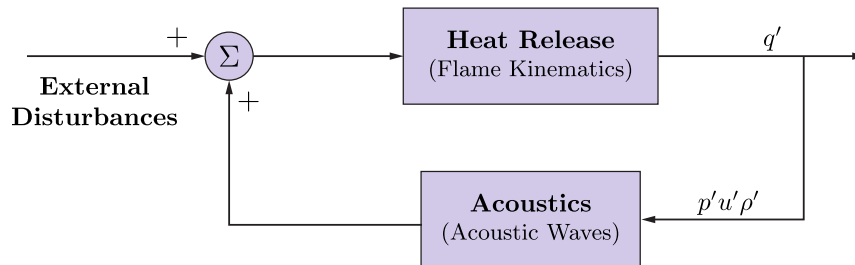 +
Σ
Heat Release
(Flame Kinematics)
q′
External
Disturbances
+
Acoustics
(Acoustic Waves)
p′u′ρ′